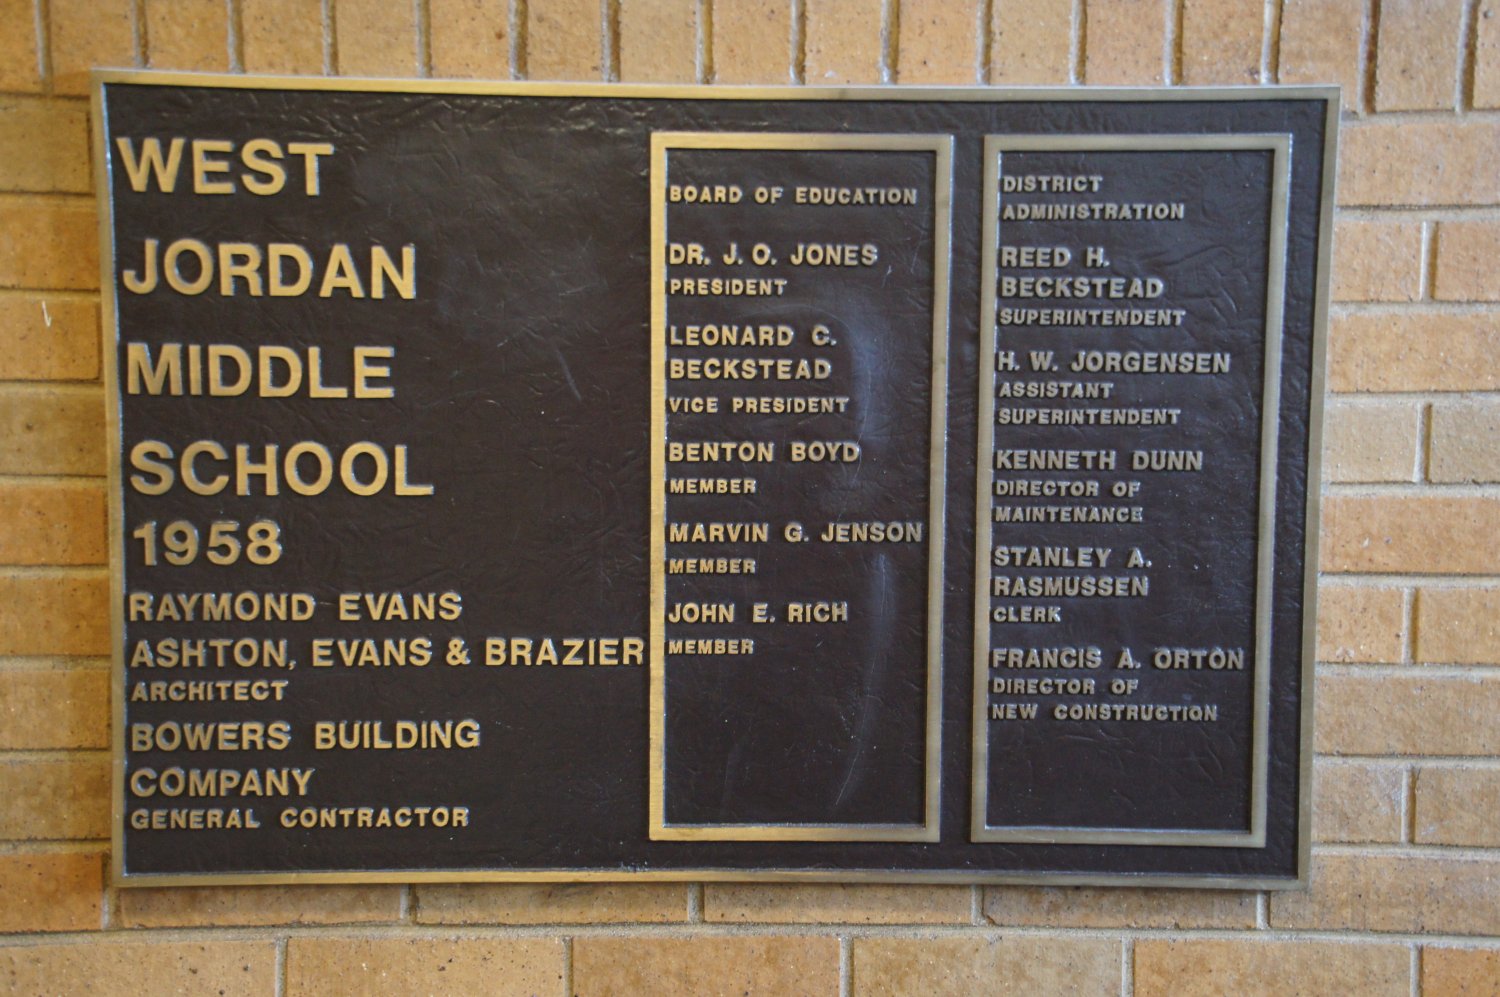 WEST
JORDAN
MIDDLE
SCHOOL
1958
RAYMOND EVANS
ASHTON, EVANS & BRAZIER
ARCHITECT
BOWERS BUILDING
COMPANY
GENERAL CONTRACTOR
BOARD OF EDUCATION
DR. J. O. JONES
PRESIDENT
LEONARD C.
BECKSTEAD
VICE PRESIDENT
BENTON BOYD
MEMBER
MARVIN G. JENSON
MEMBER
JOHN E. RICH
MEMBER
DISTRICT
ADMINISTRATION
REED H.
BECKSTEAD
SUPERINTENDENT
H. W. JORGENSEN
ASSISTANT
SUPERINTENDENT
KENNETH DUNN
DIRECTOR OF
MAINTENANCE
STANLEY A.
RASMUSSEN
CLERK
FRANCIS A. ORTON
DIRECTOR OF
NEW CONSTRUCTION